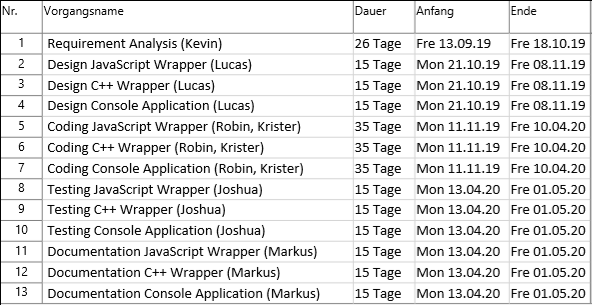 Nr. Vorgangsname Dauer Anfang Ende
1 Requirement Analysis (Kevin) 26 Tage Fre 13.09.19 Fre 18.10.19
2 Design JavaScript Wrapper (Lucas) 15 Tage Mon 21.10.19 Fre 08.11.19
3 Design C++ Wrapper (Lucas) 15 Tage Mon 21.10.19 Fre 08.11.19
4 Design Console Application (Lucas) 15 Tage Mon 21.10.19 Fre 08.11.19
5 Coding JavaScript Wrapper (Robin, Krister) 35 Tage Mon 11.11.19 Fre 10.04.20
6 Coding C++ Wrapper (Robin, Krister) 35 Tage Mon 11.11.19 Fre 10.04.20
7 Coding Console Application (Robin, Krister) 35 Tage Mon 11.11.19 Fre 10.04.20
8 Testing JavaScript Wrapper (Joshua) 15 Tage Mon 13.04.20 Fre 01.05.20
9 Testing C++ Wrapper (Joshua) 15 Tage Mon 13.04.20 Fre 01.05.20
10 Testing Console Application (Joshua) 15 Tage Mon 13.04.20 Fre 01.05.20
11 Documentation JavaScript Wrapper (Markus) 15 Tage Mon 13.04.20 Fre 01.05.20
12 Documentation C++ Wrapper (Markus) 15 Tage Mon 13.04.20 Fre 01.05.20
13 Documentation Console Application (Markus) 15 Tage Mon 13.04.20 Fre 01.05.20